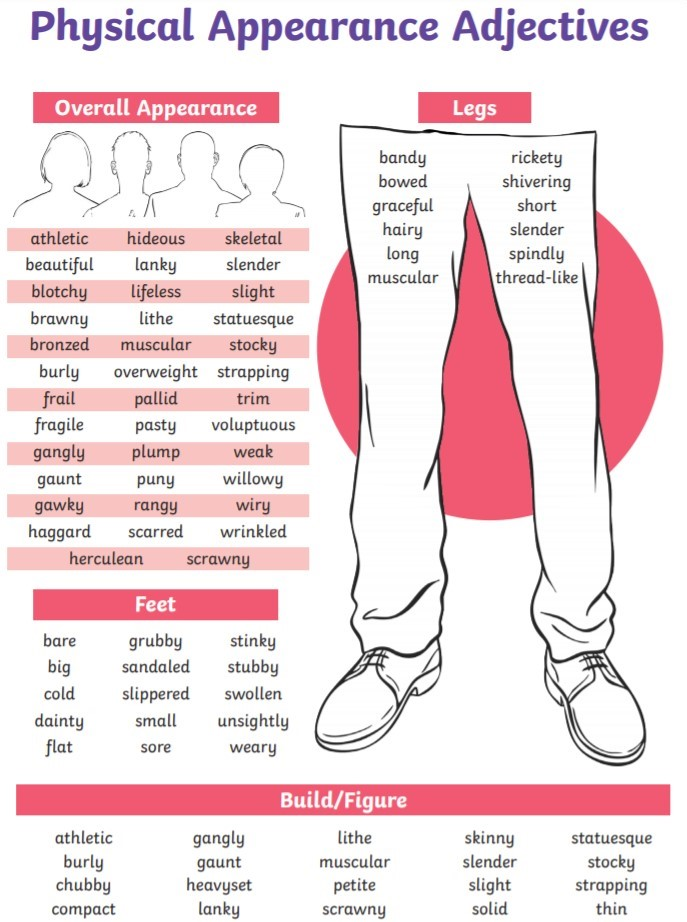 Physical Appearance Adjectives
Overall Appearance
athletic hideous skeletal
beautiful lanky slender
blotchy lifeless slight
brawny lithe statuesque
bronzed muscular stocky
burly overweight strapping
frail pallid trim
fragile pasty voluptuous
gangly plump weak
gaunt puny willowy
gawky rangy wiry
haggard scarred wrinkled
herculean scrawny
Legs
bandy rickety
bowed shivering
graceful short
hairy slender
long spindly
muscular thread-like
Feet
bare grubby stinky
big sandaled stubby
cold slippered swollen
dainty small unsightly
flat sore weary
Build/Figure
athletic gangly lithe skinny statuesque
burly gaunt muscular slender stocky
chubby heavyset petite slight strapping
compact lanky scrawny solid thin